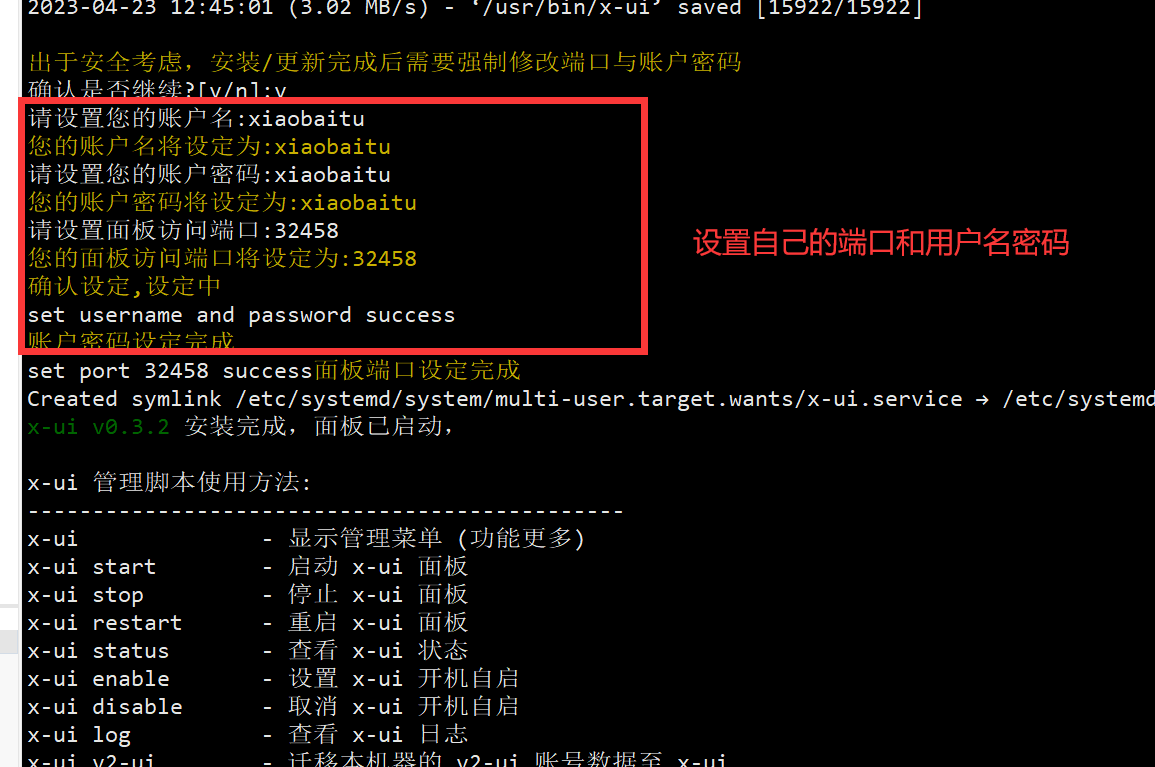 2023-04-23 12:45:01 (3.02 MB/s) - ‘/usr/bin/x-ui’ saved [15922/15922]
出于安全考虑，安装/更新完成后需要强制修改端口与账户密码
确认是否继续?[y/n]:y
请设置您的账户名:xiaobaitu
您的账户名将设定为:xiaobaitu
请设置您的账户密码:xiaobaitu
您的账户密码将设定为:xiaobaitu
请设置面板访问端口:32458
设置自己的端口和用户名密码
您的面板访问端口将设定为:32458
确认设定,设定中
set username and password success
账户密码设定完成
set port 32458 success面板端口设定完成
Created symlink /etc/systemd/system/multi-user.target.wants/x-ui.service → /etc/systemd
x-ui v0.3.2 安装完成，面板已启动，
x-ui 管理脚本使用方法:
----------------------------------------------
x-ui - 显示管理菜单 (功能更多)
x-ui start - 启动 x-ui 面板
x-ui stop - 停止 x-ui 面板
x-ui restart - 重启 x-ui 面板
x-ui status - 查看 x-ui 状态
x-ui enable - 设置 x-ui 开机自启
x-ui disable - 取消 x-ui 开机自启
x-ui log - 查看 x-ui 日志
x-ui v2-ui - 迁移本机器的 v2-ui 账号数据至 x-ui